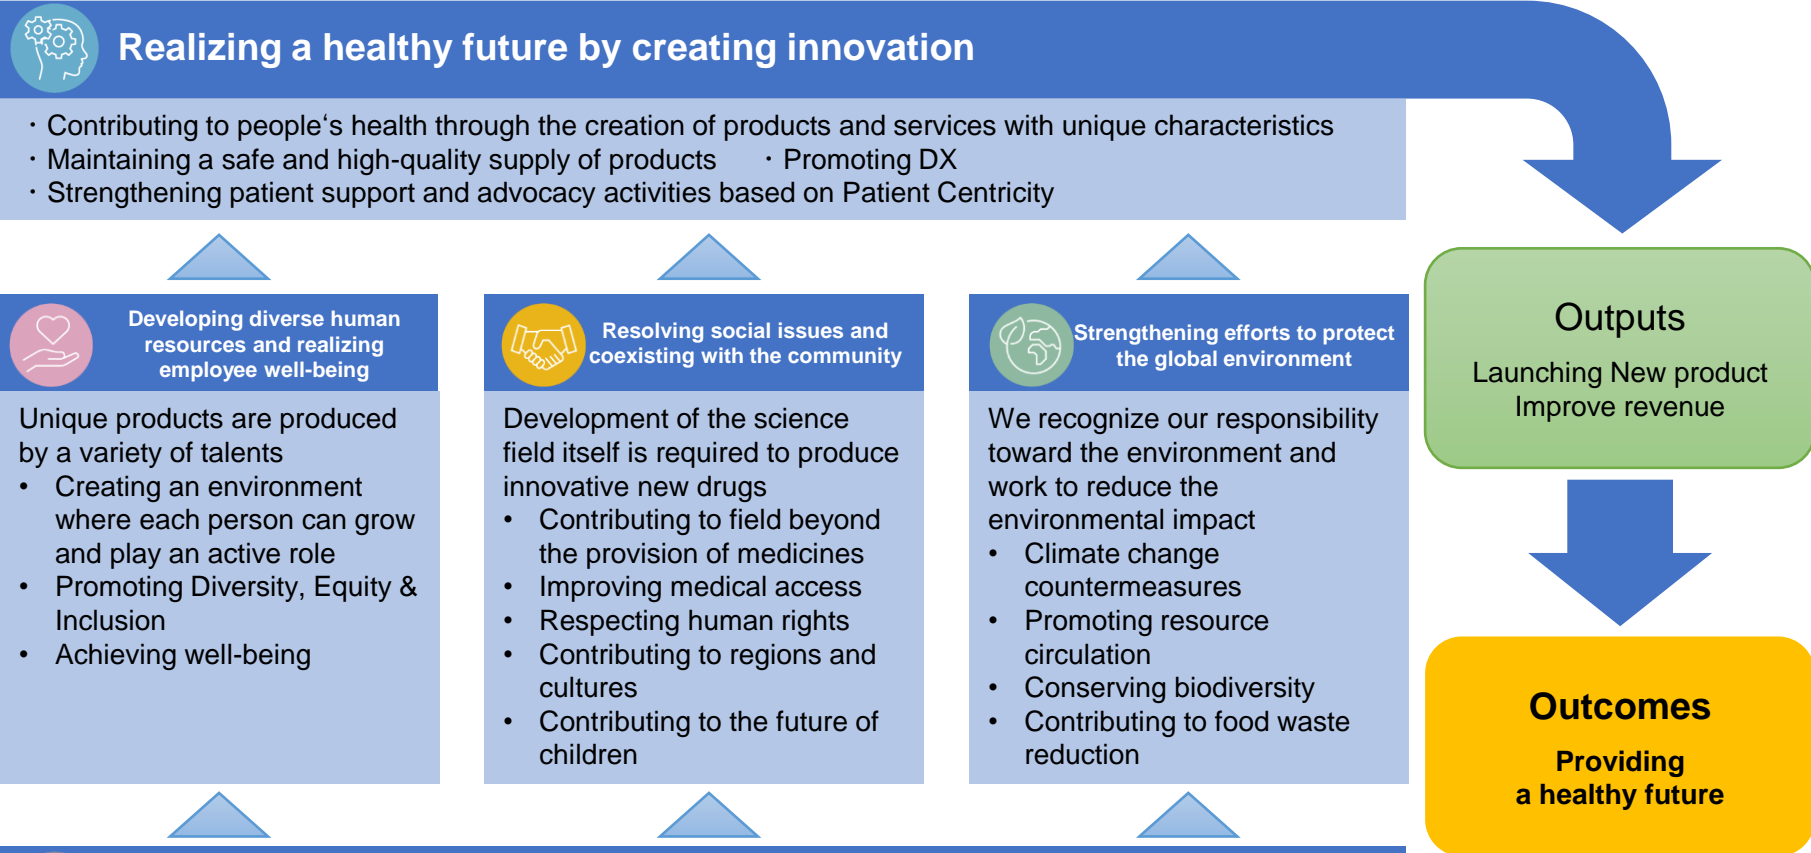 Realizing a healthy future by creating innovation
・Contributing to people‘s health through the creation of products and services with unique characteristics
・Maintaining a safe and high-quality supply of products ・Promoting DX
・Strengthening patient support and advocacy activities based on Patient Centricity
Developing diverse human
resources and realizing
employee well-being
Unique products are produced
by a variety of talents
• Creating an environment
where each person can grow
and play an active role
• Promoting Diversity, Equity &
Inclusion
• Achieving well-being
Resolving social issues and
coexisting with the community
Development of the science
field itself is required to produce
innovative new drugs
• Contributing to field beyond
the provision of medicines
• Improving medical access
• Respecting human rights
• Contributing to regions and
cultures
• Contributing to the future of
children
Strengthening efforts to protect
the global environment
We recognize our responsibility
toward the environment and
work to reduce the
environmental impact
• Climate change
countermeasures
• Promoting resource
circulation
• Conserving biodiversity
• Contributing to food waste
reduction
Outputs
Launching New product
Improve revenue
Outcomes
Providing
a healthy future